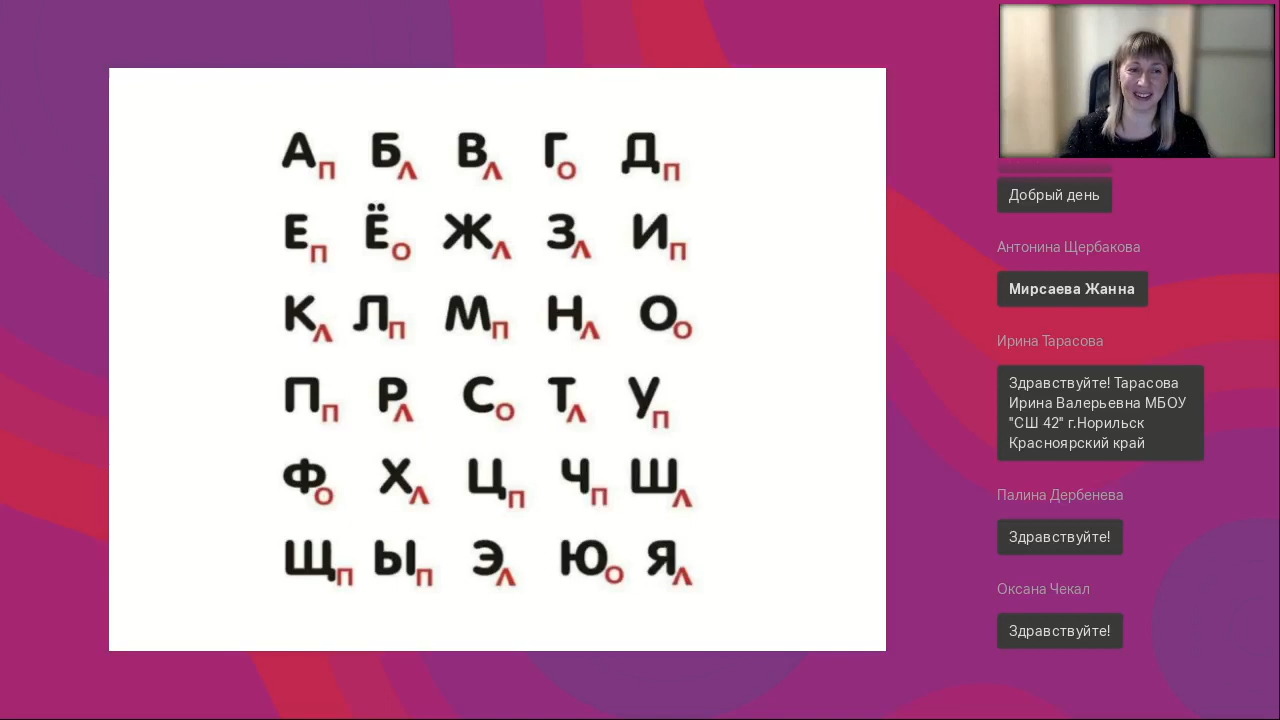 А П Б Л В Л Г О Д П
Е П Ё О Ж Л З Л И П
К Л Л П М П Н Л О О
П П Р Л С О Т Л У П
Ф О Х Л Ц П Ч П Ш Л
Щ П Ы П Э Л Ю О Я Л
Добрый день
Антонина Щербакова
Мирсаева Жанна
Ирина Тарасова
Здравствуйте! Тарасова
Ирина Валерьевна МБОУ
"СШ 42" г.Норильск
Красноярский край
Палина Дербенева
Здравствуйте!
Оксана Чекал
Здравствуйте!